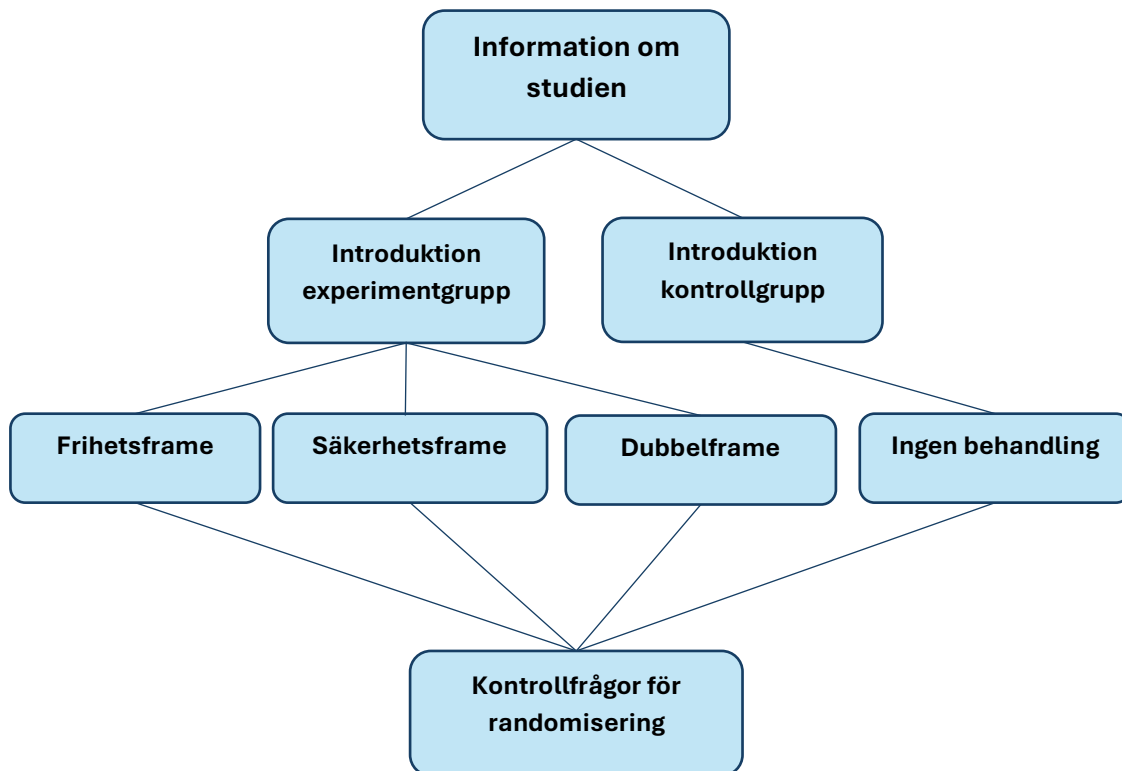 Information om
studien
Introduktion
experimentgrupp
Introduktion
kontrollgrupp
Frihetsframe
Säkerhetsframe
Dubbelframe
Ingen behandling
Kontrollfrågor för
randomisering